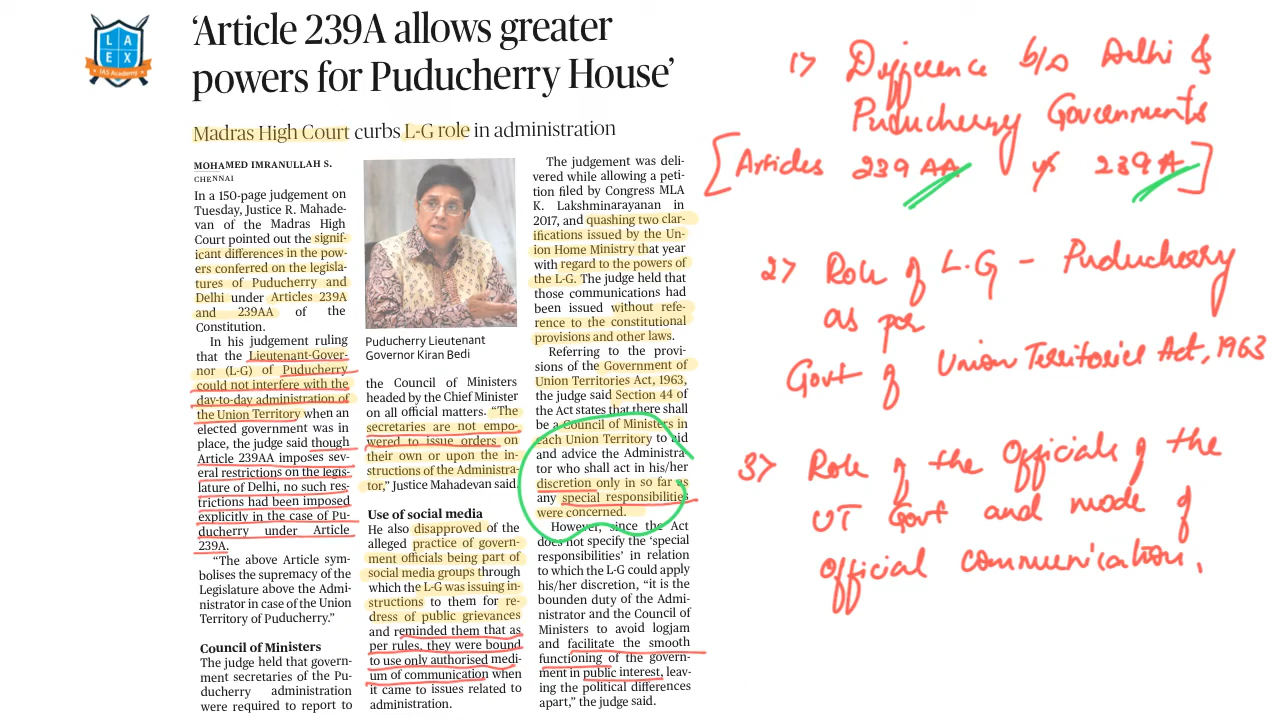 LAEX
IAS Academy
'Article 239A allows greater
powers for Puducherry House'
Madras High Court curbs L-G role in administration
MOHAMED IMRANULLAH S.
CHENNAI
In a 150-page judgement on
Tuesday, Justice R. Mahade-
van of the Madras High
Court pointed out the signif-
icant differences in the pow-
ers conferred on the legisla-
tures of Puducherry and
Delhi under Articles 239A
and 239AA of the
Constitution.
In his judgement ruling
that the Lieutenant-Gover-
nor (L-G) of Puducherry
could not interfere with the
day-to-day administration of
the Union Territory when an
elected government was in
place, the judge said though
Article 239AA imposes sev-
eral restrictions on the legis-
lature of Delhi, no such res-
trictions had been imposed
explicitly in the case of Pu-
ducherry under Article
239A.
"The above Article sym-
bolises the supremacy of the
Legislature above the Admi-
nistrator in case of the Union
Territory of Puducherry."
Council of Ministers
The judge held that govern-
ment secretaries of the Pu-
ducherry administration
were required to report to
Puducherry Lieutenant
Governor Kiran Bedi
the Council of Ministers
headed by the Chief Minister
on all official matters. "The
secretaries are not empo-
wered to issue orders on
their own or upon the in-
structions of the Administra-
tor," Justice Mahadevan said.
Use of social media
He also disapproved of the
alleged practice of govern-
ment officials being part of
social media groups through
which the L-G was issuing in-
structions to them for re-
dress of public grievances
and reminded them that as
per rules, they were bound
to use only authorised medi-
um of communication when
it came to issues related to
administration.
The judgement was deli-
vered while allowing a peti-
tion filed by Congress MLA
K. Lakshminarayanan in
2017, and quashing two clar-
ifications issued by the Un-
ion Home Ministry that year
with regard to the powers of
the L-G. The judge held that
those communications had
been issued without refe-
rence to the constitutional
provisions and other laws.
Referring to the provi-
sions of the Government of
Union Territories Act, 1963,
the judge said Section 44 of
the Act states that there shall
be a Council of Ministers in
each Union Territory to aid
and advice the Administra-
tor who shall act in his/her
discretion only in so far as
any special responsibilities
were concerned.
However, since the Act
does not specify the 'special
responsibilities' in relation
to which the L-G could apply
his/her discretion, "it is the
bounden duty of the Admi-
nistrator and the Council of
Ministers to avoid logjam
and facilitate the smooth
functioning of the govern-
ment in public interest, leav-
ing the political differences
apart," the judge said.
1> Difference b/n Delhi &
Puducherry Governments
[Articles 239 AA v/s 239 A]
2> Role of L.G - Puducherry
as per
Govt of Union Territories Act, 1963
3> Role of the Officials of the
UT Govt and mode of
official communication.